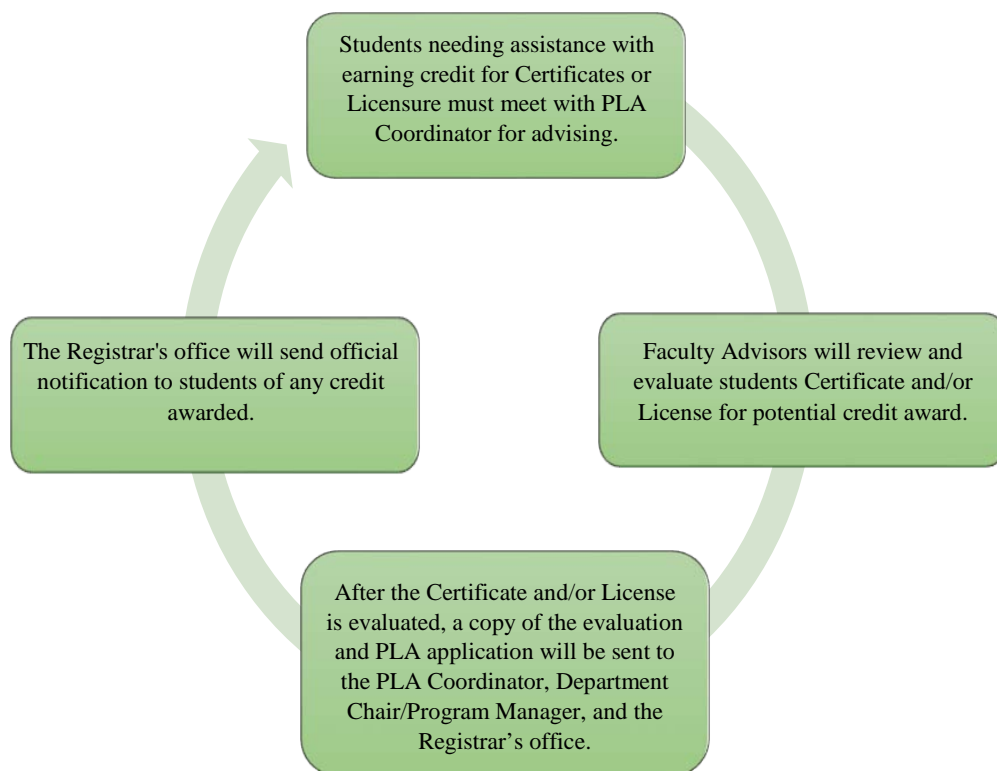 Students needing assistance with
earning credit for Certificates or
Licensure must meet with PLA
Coordinator for advising.
Faculty Advisors will review and
evaluate students Certificate and/or
License for potential credit award.
After the Certificate and/or License
is evaluated, a copy of the evaluation
and PLA application will be sent to
the PLA Coordinator, Department
Chair/Program Manager, and the
Registrar’s office.
The Registrar's office will send official
notification to students of any credit
awarded.